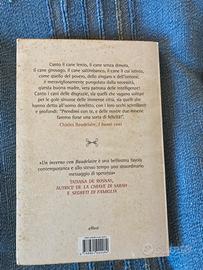 Canto il cane lercio, il cane senza dimora,
il cane girovago, il cane saltimbanco, il cane il cui istinto,
come quello del povero, dello zingaro e dell'istrione,
è meravigliosamente pungolato dalla necessità,
questa buona madre, vera patrona delle intelligenze!
Canto i cani delle disgrazie, sia quelli che vagano solitari
per le gole sinuose delle immense città, sia quelli che hanno
detto all'uomo derelitto, con i loro occhi scintillanti e
profondi: "Prendimi con te, e delle nostre due miserie
faremo forse una sorta di felicità!".
Charles Baudelaire, I buoni cani
«Un inverno con Baudelaire è una bellissima favola
contemporanea e allo stesso tempo uno straordinario
messaggio di speranza»
TATIANA DE ROSNAY,
AUTRICE DE LA CHIAVE DI SARAH
E SEGRETI DI FAMIGLIA